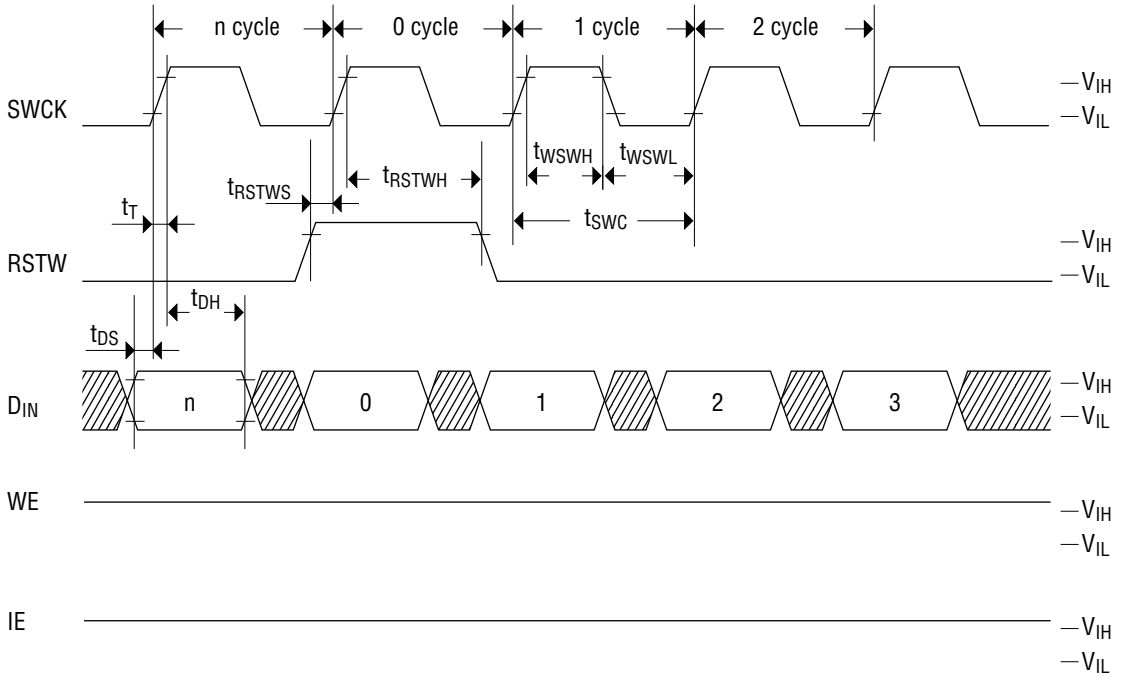 n cycle 0 cycle 1 cycle 2 cycle
SWCK
VIH
VIL
tWSWH tWSWL
tRSTWS tRSTWH
tT
tSWC
RSTW
VIH
VIL
tDH
tDS
DIN
n 0 1 2 3
VIH
VIL
WE
VIH
VIL
IE
VIH
VIL